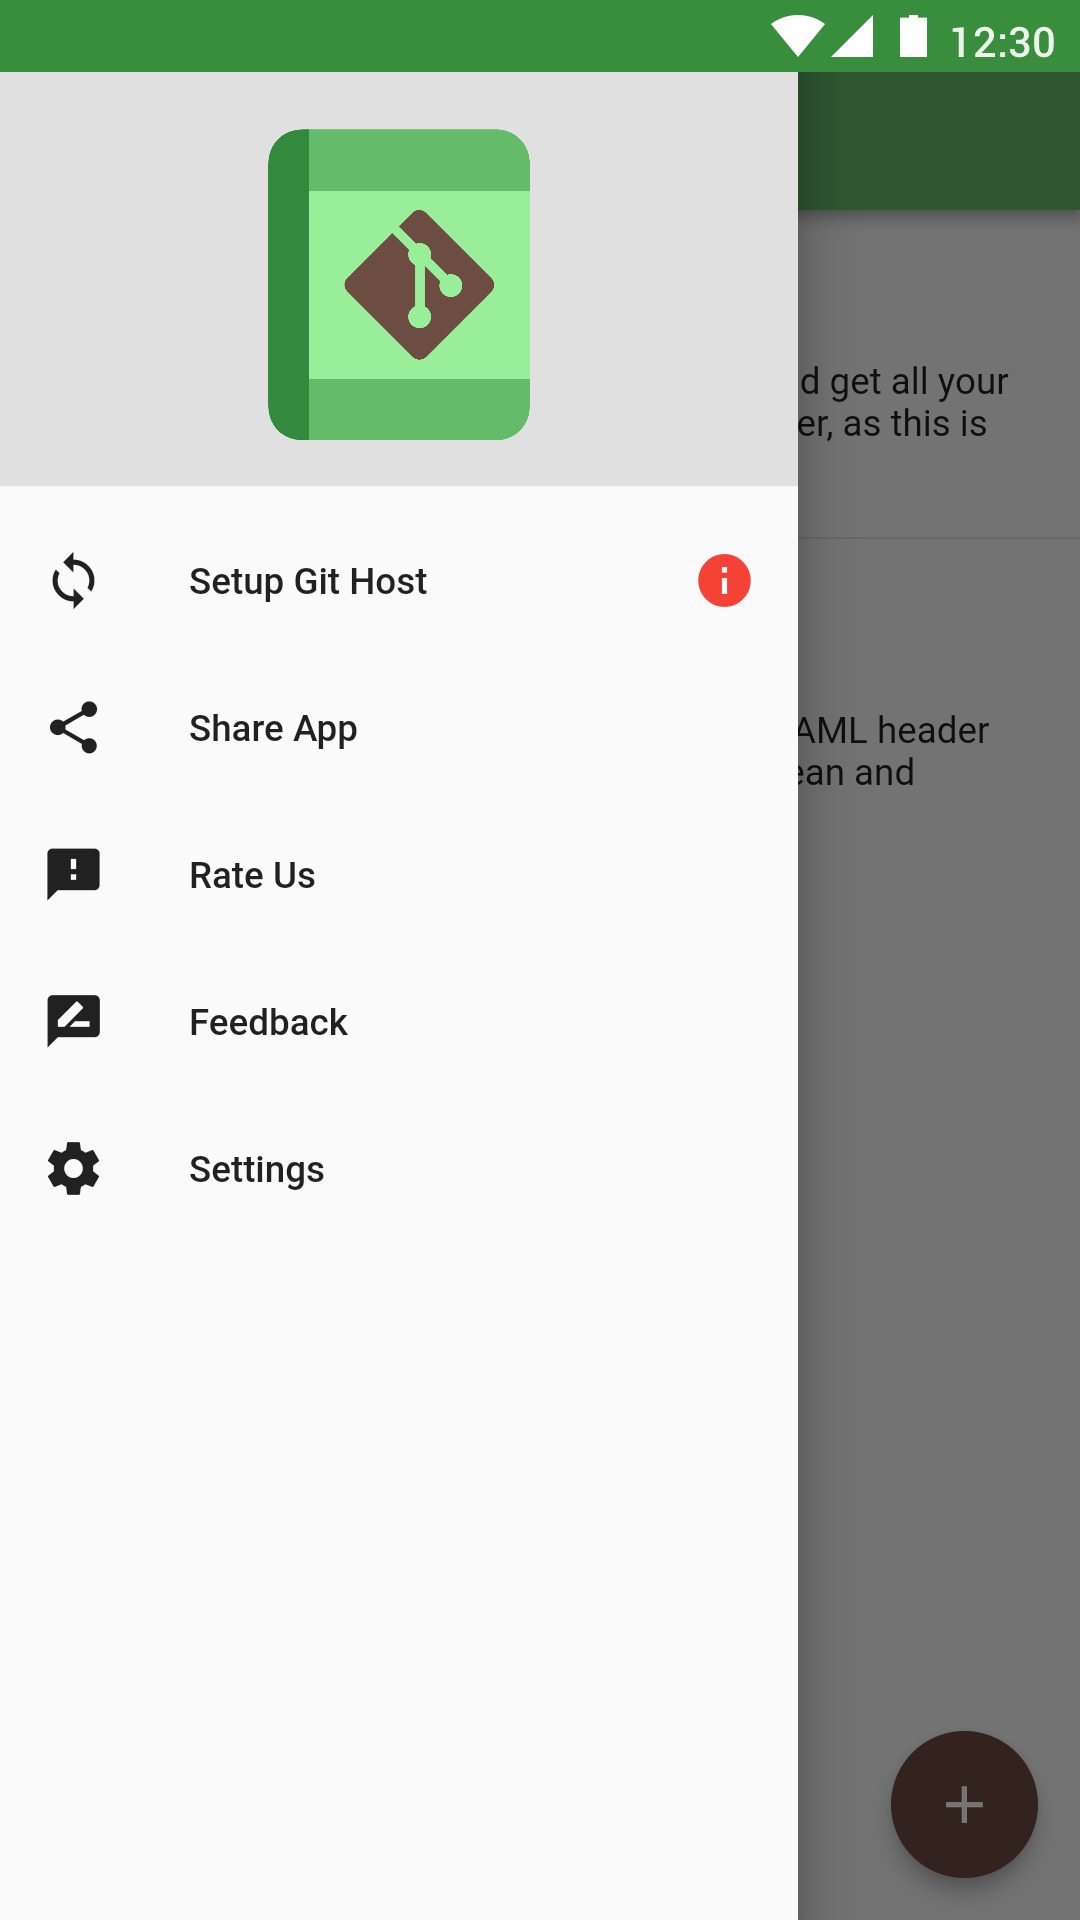 12:30
d get all your
er, as this is
Setup Git Host
Share App
AML header
ean and
Rate Us
Feedback
Settings